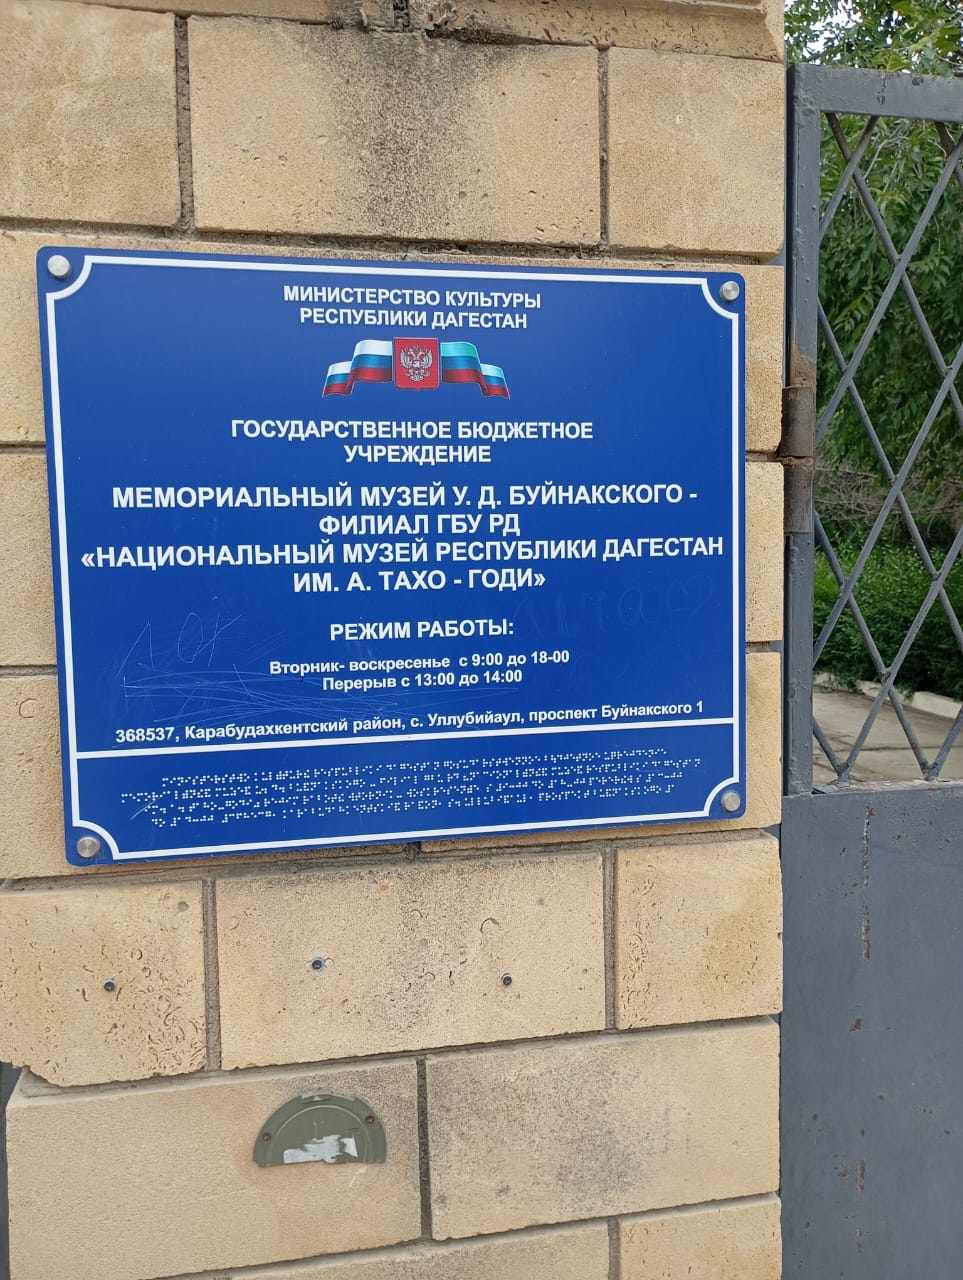 МИНИСТЕРСТВО КУЛЬТУРЫ
РЕСПУБЛИКИ ДАГЕСТАН
ГОСУДАРСТВЕННОЕ БЮДЖЕТНОЕ
УЧРЕЖДЕНИЕ
МЕМОРИАЛЬНЫЙ МУЗЕЙ У. Д. БУЙНАКСКОГО -
ФИЛИАЛ ГБУ РД
«НАЦИОНАЛЬНЫЙ МУЗЕЙ РЕСПУБЛИКИ ДАГЕСТАН
ИМ. А. ТАХО - ГОДИ»
РЕЖИМ РАБОТЫ:
Вторник- воскресенье с 9:00 до 18-00
Перерыв с 13:00 до 14:00
368537, Карабудахкентский район, с. Уллубийаул, проспект Буйнакского 1